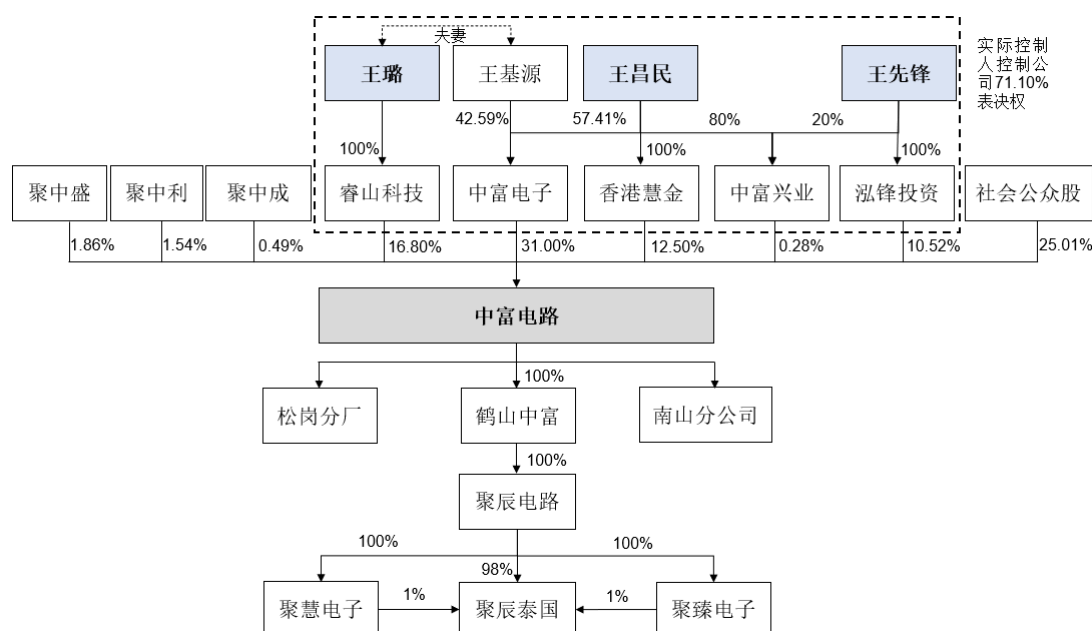 夫妻
王璐
王基源
王昌民
王先锋
实际控制
人控制公
司71.10%
表决权
42.59%
57.41%
80%
20%
100%
100%
100%
聚中盛
聚中利
聚中成
睿山科技
中富电子
香港慧金
中富兴业
泓锋投资
社会公众股
1.86%
1.54%
0.49%
16.80%
31.00%
12.50%
0.28%
10.52%
25.01%
中富电路
100%
松岗分厂
鹤山中富
南山分公司
100%
聚辰电路
100%
100%
98%
聚慧电子
1%
聚辰泰国
1%
聚臻电子